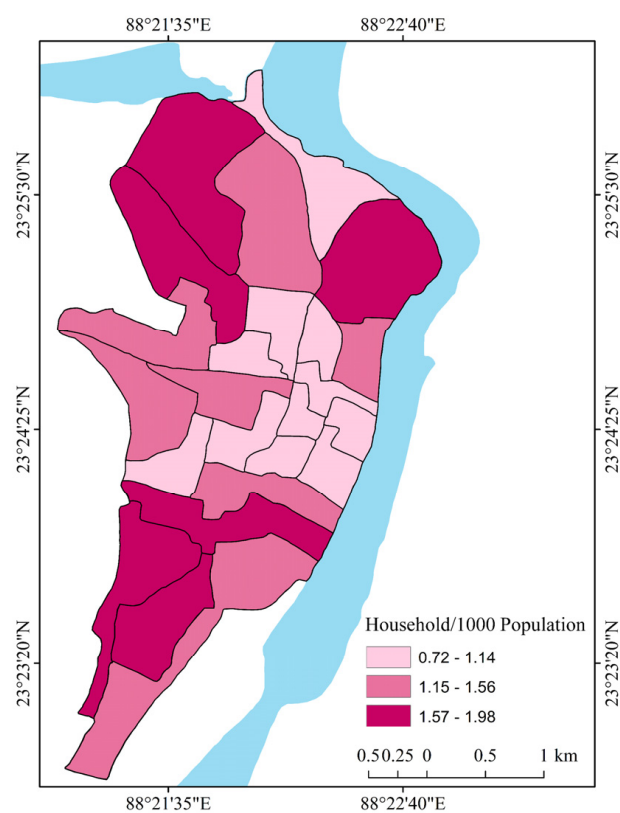 88°21'35"E 88°22'40"E
23°25'30"N 23°25'30"N
23°24'25"N 23°24'25"N
23°23'20"N 23°23'20"N
Household/1000 Population
0.72 - 1.14
1.15 - 1.56
1.57 - 1.98
0.5 0.25 0 0.5 1 km
88°21'35"E 88°22'40"E